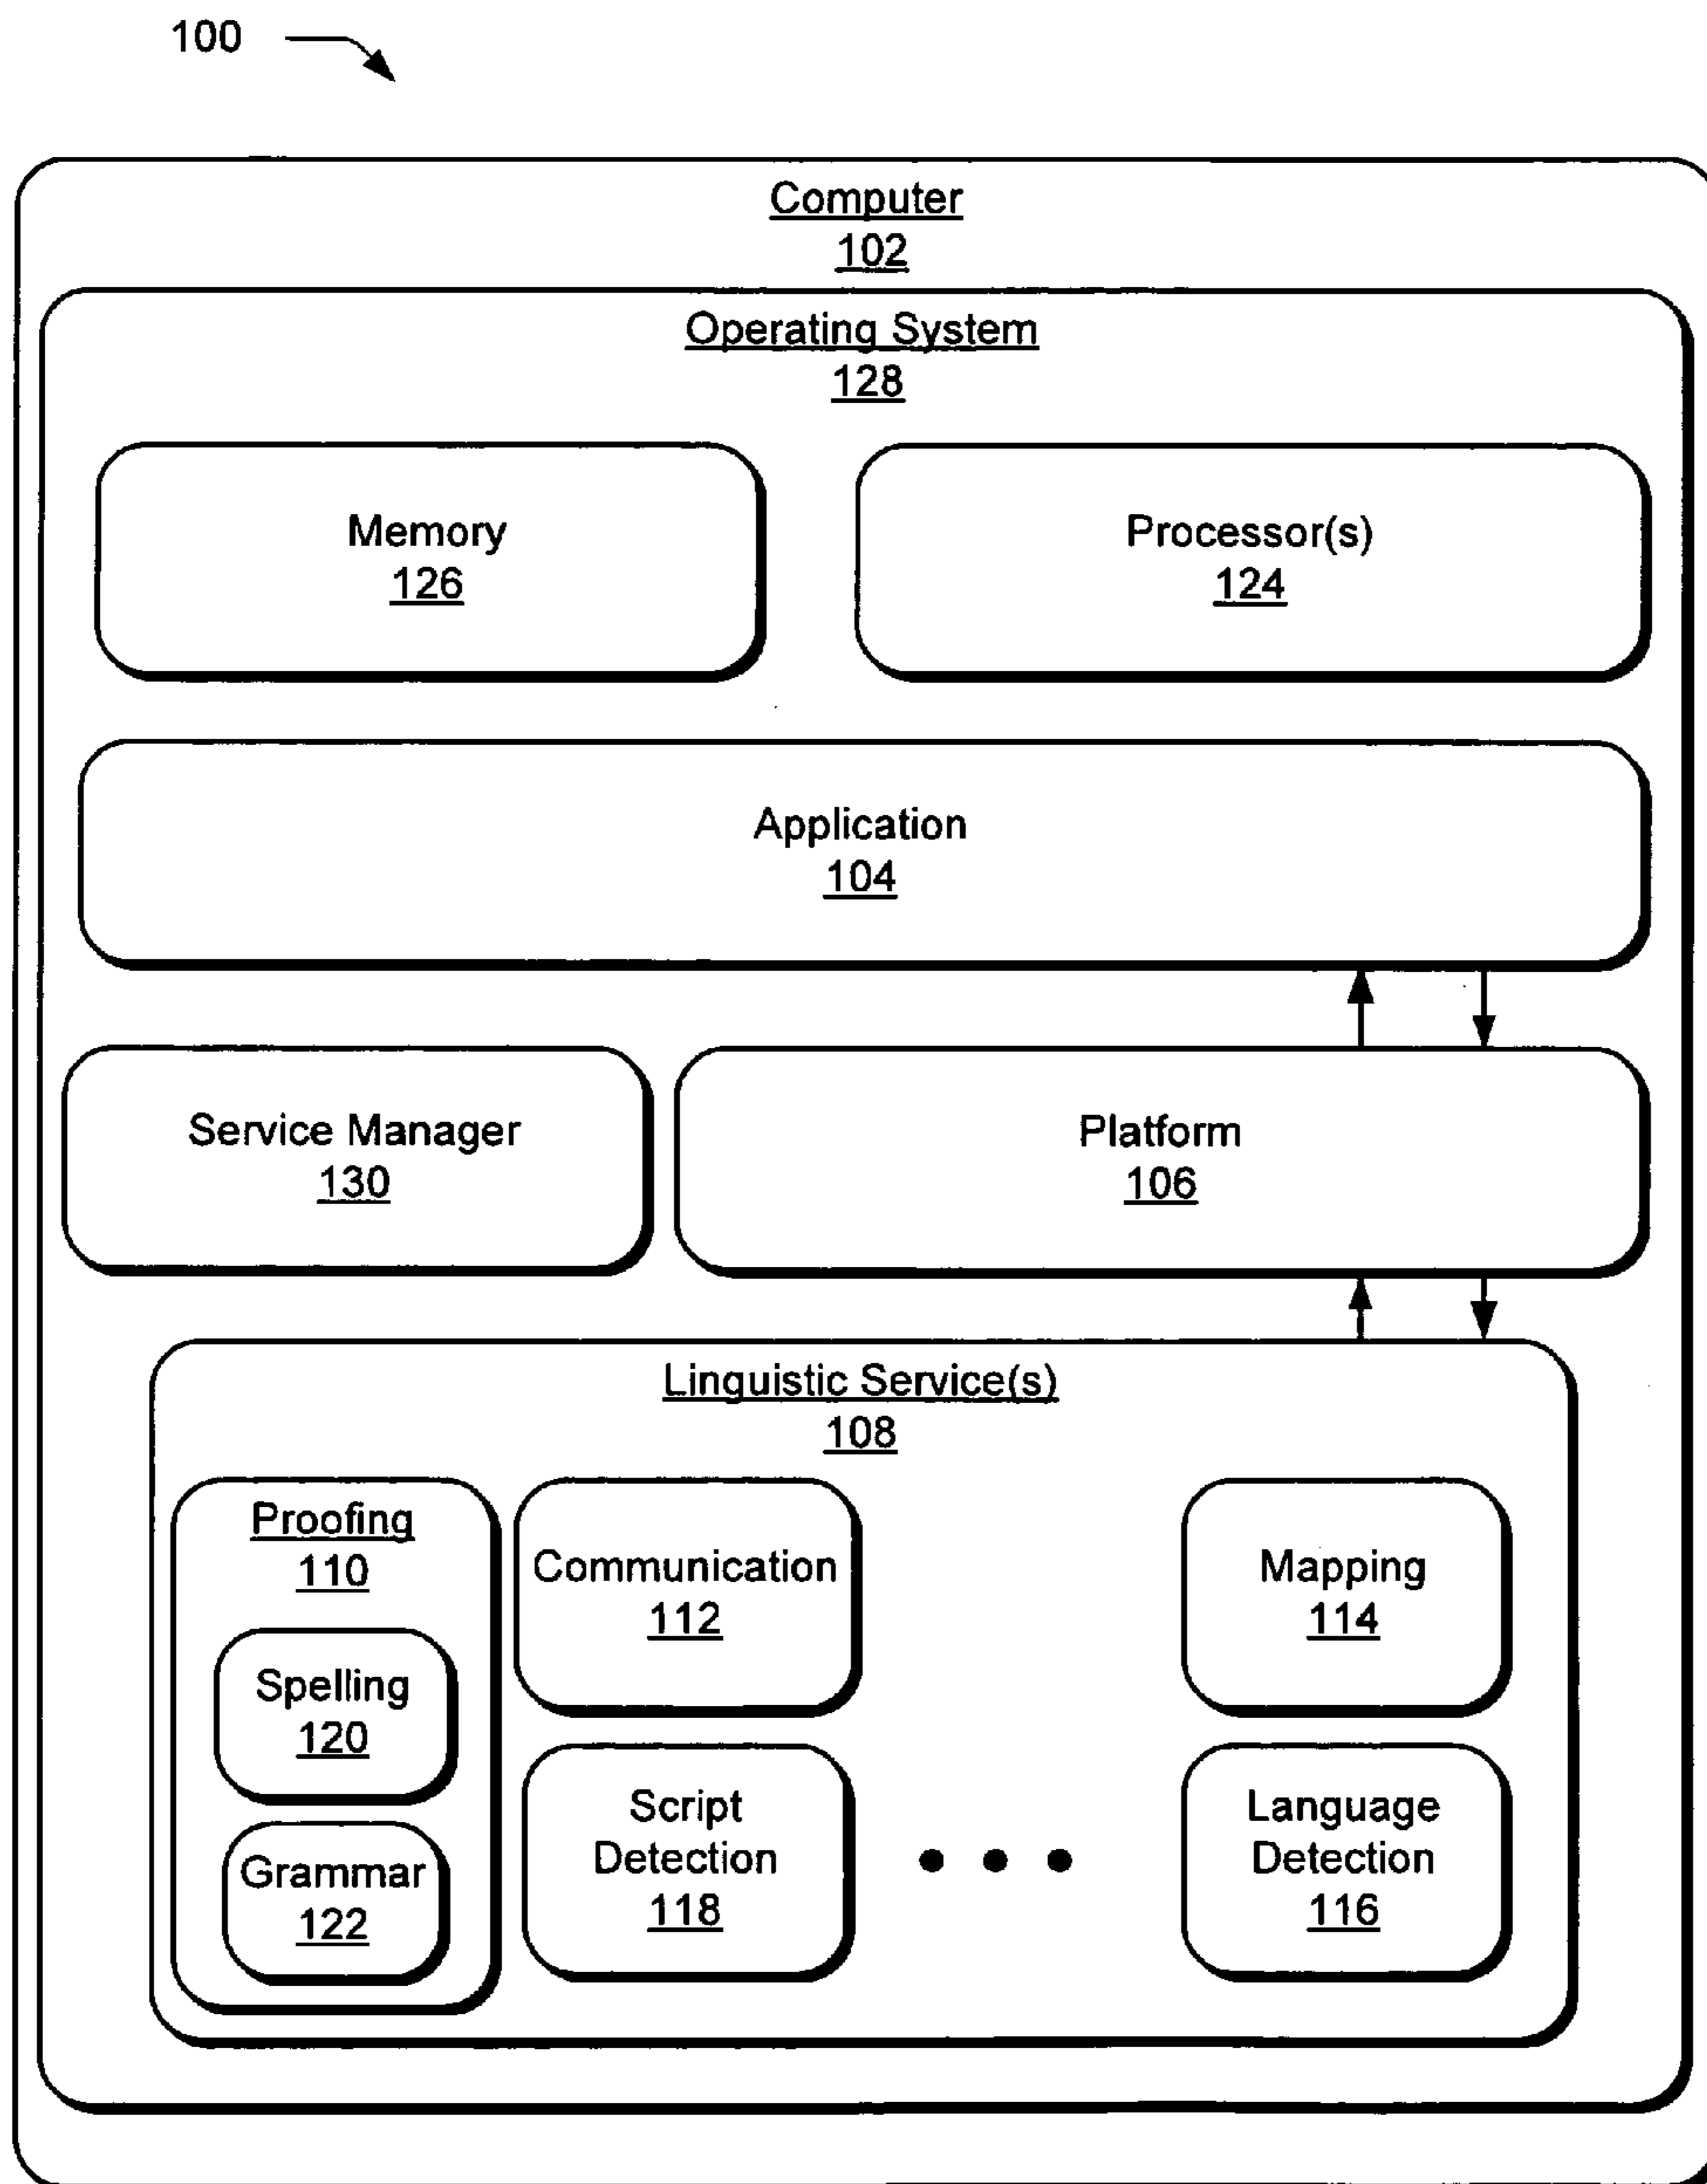 100
Computer
102
Operating System
128
Memory
126
Processor(s)
124
Application
104
Service Manager
130
Platform
106
Linguistic Service(s)
108
Proofing
110
Spelling
120
Grammar
122
Communication
112
Mapping
114
Script
Detection
118
Language
Detection
116